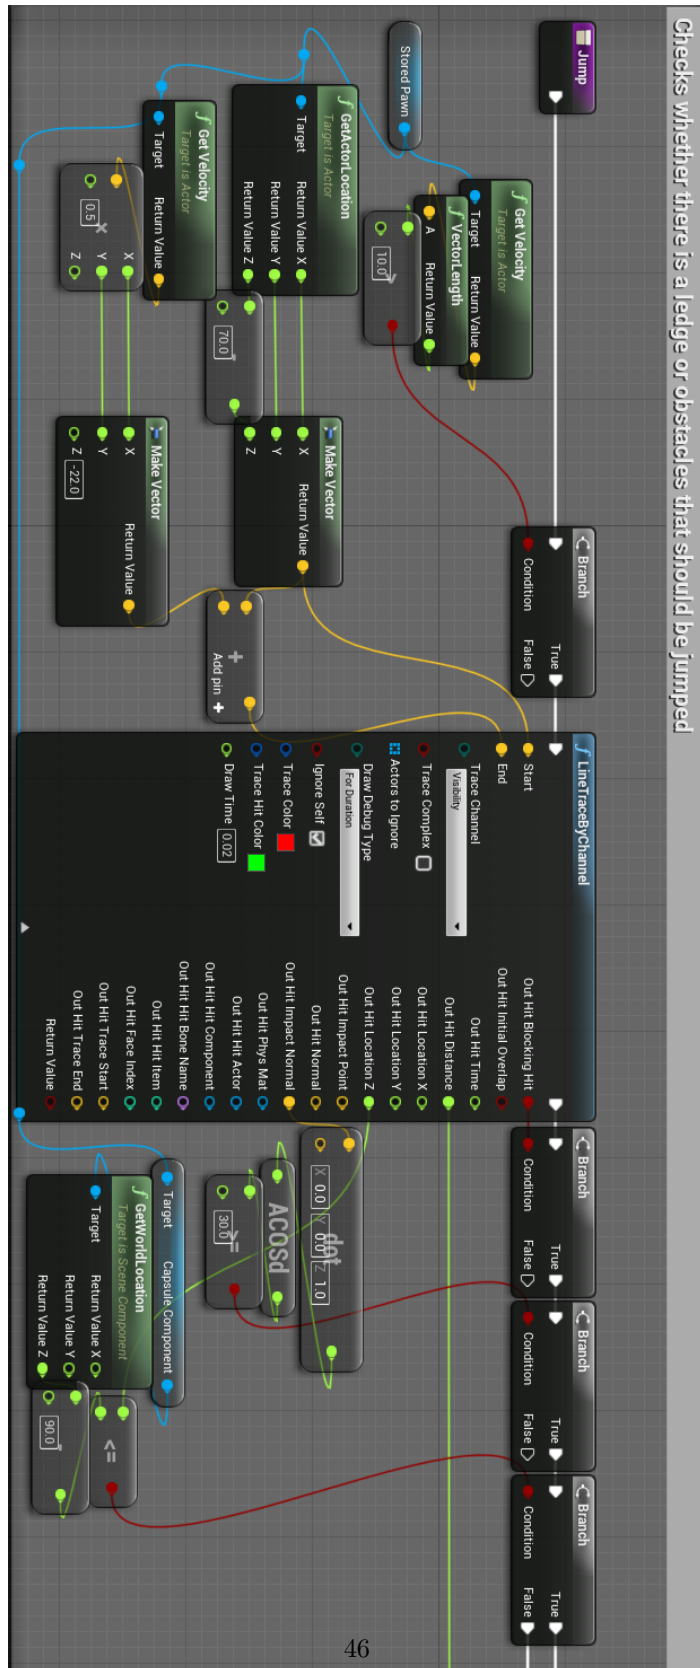 Checks whether there is a ledge or obstacles that should be jumped
Jump
Stored Pawn
Get Velocity
Target is Actor
Target
Return Value
VectorLength
A
Return Value
>
10.0
Branch
Condition
True
False
GetActorLocation
Target is Actor
Target
Return Value X
Return Value Y
Return Value Z
70.0
Make Vector
X
Y
Z
Return Value
Get Velocity
Target is Actor
Target
Return Value
×
0.5
X
Y
Z
Make Vector
X
Y
Z
-22.0
Return Value
+
Add pin +
LineTraceByChannel
Start
End
Trace Channel
Visibility
Trace Complex
Actors to Ignore
Draw Debug Type
For Duration
Ignore Self
Trace Color
Trace Hit Color
Draw Time
0.02
Out Hit Blocking Hit
Out Hit Initial Overlap
Out Hit Time
Out Hit Distance
Out Hit Location X
Out Hit Location Y
Out Hit Location Z
Out Hit Impact Point
Out Hit Normal
Out Hit Impact Normal
Out Hit Phys Mat
Out Hit Hit Actor
Out Hit Hit Component
Out Hit Hit Bone Name
Out Hit Hit Item
Out Hit Face Index
Out Hit Trace Start
Out Hit Trace End
Return Value
Branch
Condition
True
False
Branch
Condition
True
False
Branch
Condition
True
False
dot
X 0.0 Y 0.0 Z 1.0
ACOSd
>=
30.0
Target
Capsule Component
GetWorldLocation
Target is Scene Component
Target
Return Value X
Return Value Y
Return Value Z
<=
90.0
46